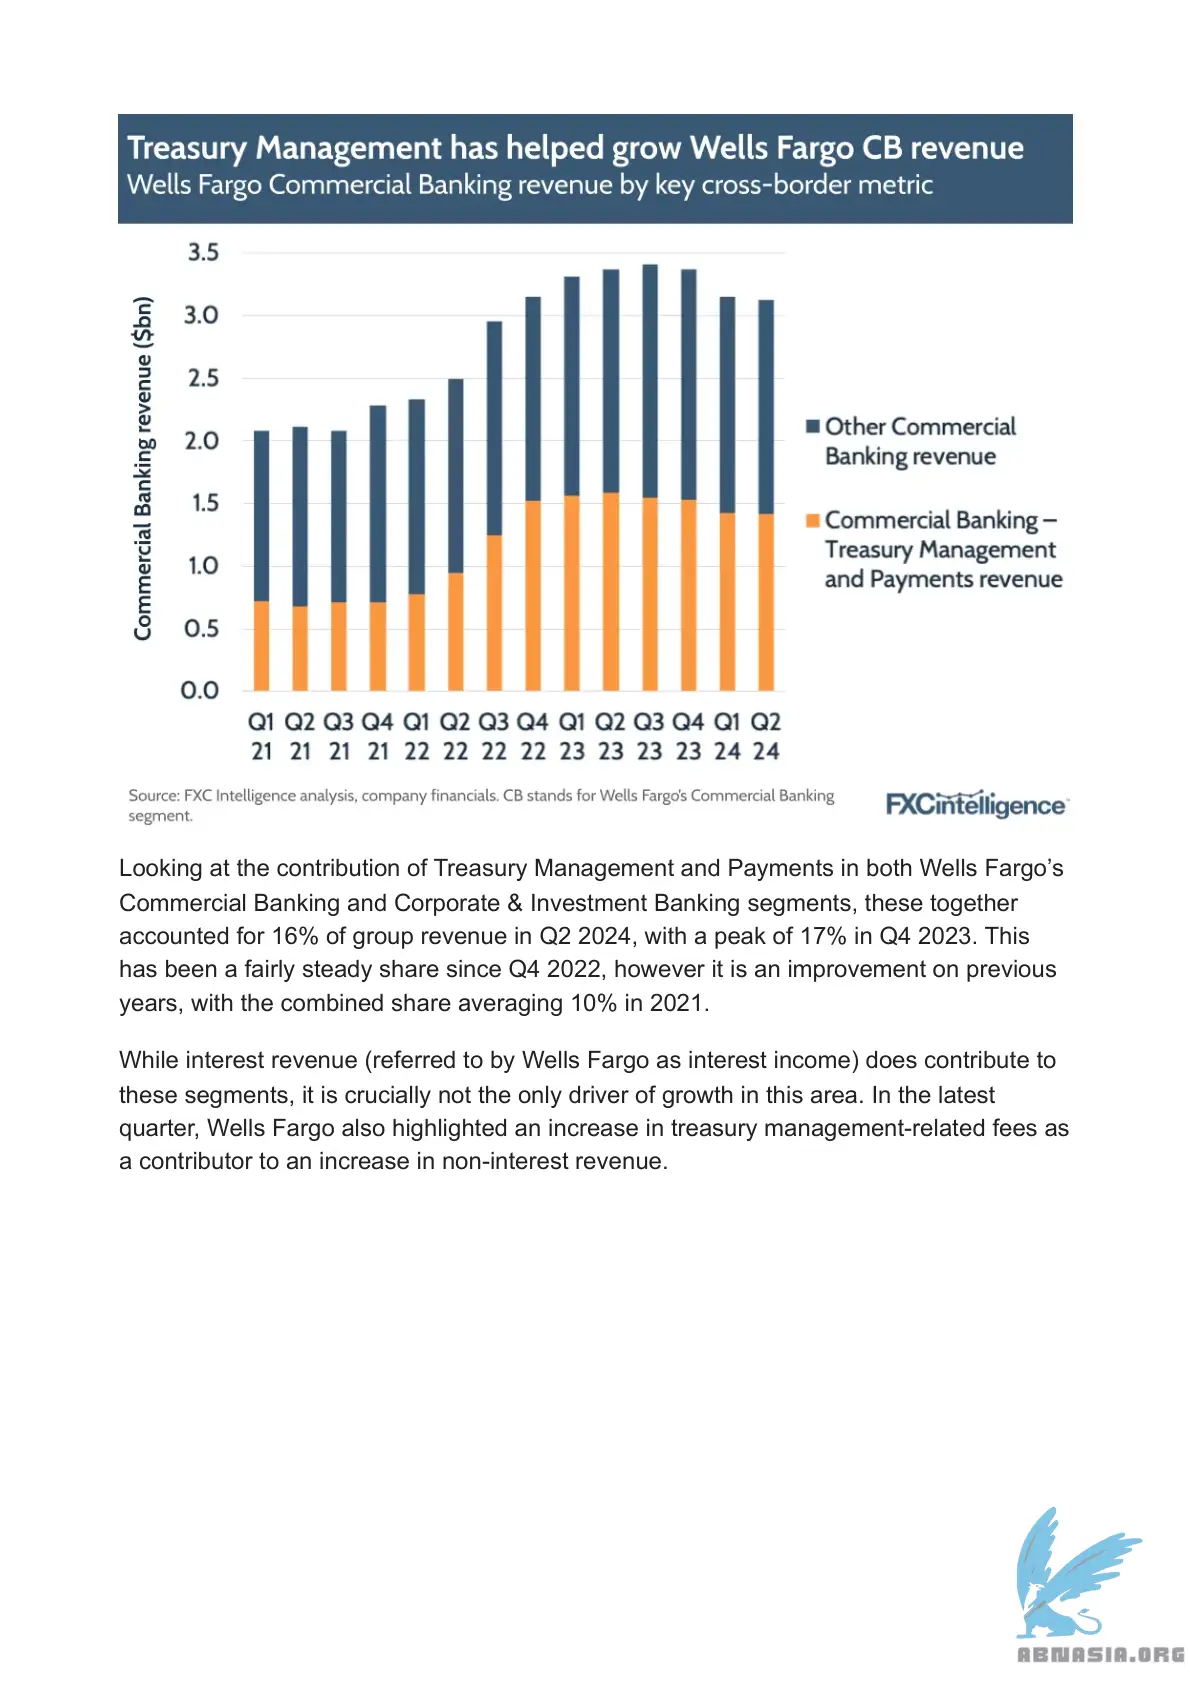 Treasury Management has helped grow Wells Fargo CB revenue
Wells Fargo Commercial Banking revenue by key cross-border metric
Commercial Banking revenue ($bn)
3.5
3.0
2.5
2.0
1.5
1.0
0.5
0.0
Q1 Q2 Q3 Q4 Q1 Q2 Q3 Q4 Q1 Q2 Q3 Q4 Q1 Q2
21 21 21 21 22 22 22 22 23 23 23 23 24 24
Other Commercial
Banking revenue
Commercial Banking –
Treasury Management
and Payments revenue
Source: FXC Intelligence analysis, company financials. CB stands for Wells Fargo's Commercial Banking
segment.
FXCintelligence™
Looking at the contribution of Treasury Management and Payments in both Wells Fargo’s
Commercial Banking and Corporate & Investment Banking segments, these together
accounted for 16% of group revenue in Q2 2024, with a peak of 17% in Q4 2023. This
has been a fairly steady share since Q4 2022, however it is an improvement on previous
years, with the combined share averaging 10% in 2021.
While interest revenue (referred to by Wells Fargo as interest income) does contribute to
these segments, it is crucially not the only driver of growth in this area. In the latest
quarter, Wells Fargo also highlighted an increase in treasury management-related fees as
a contributor to an increase in non-interest revenue.
ABNASIA.ORG